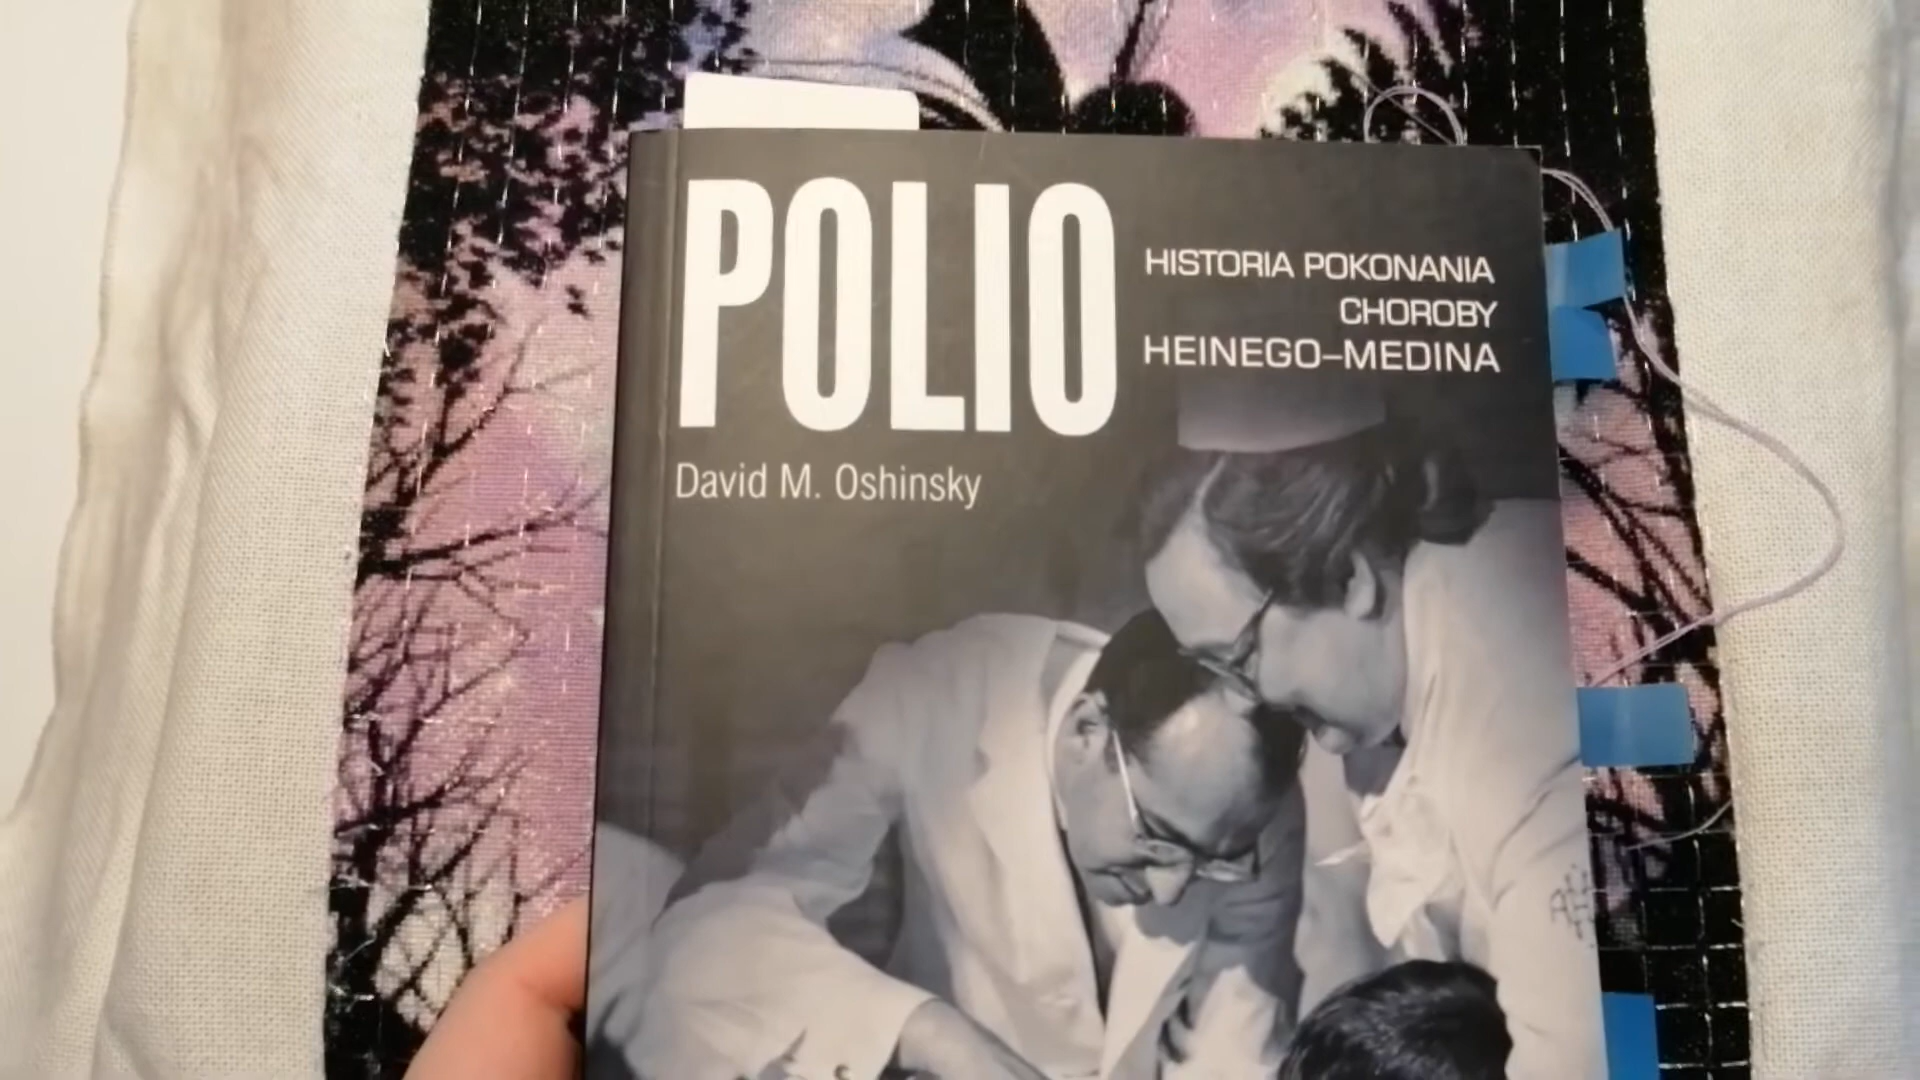 POLIO
HISTORIA POKONANIA
CHOROBY
HEINEGO–MEDINA
David M. Oshinsky